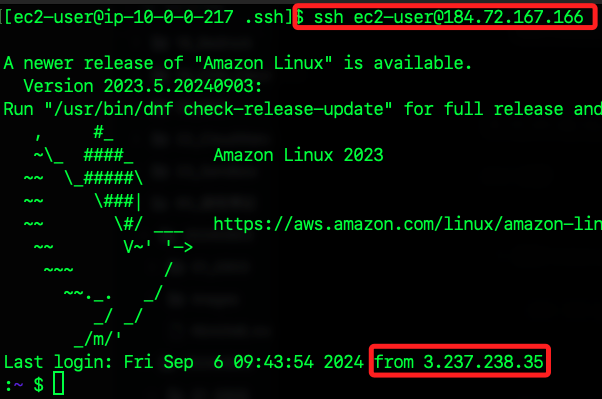 [[ec2-user@ip-10-0-0-217 .ssh]$ ssh ec2-user@184.72.167.166
A newer release of "Amazon Linux" is available.
  Version 2023.5.20240903:
Run "/usr/bin/dnf check-release-update" for full release and
   ,     #_
   ~\_  ####_        Amazon Linux 2023
  ~~  \_#####\
  ~~     \###|
  ~~       \#/ ___   https://aws.amazon.com/linux/amazon-lin
   ~~       V~' '->
    ~~~         /
      ~~._.   _/
         _/ _/
       _/m/'
Last login: Fri Sep  6 09:43:54 2024 from 3.237.238.35
:~ $